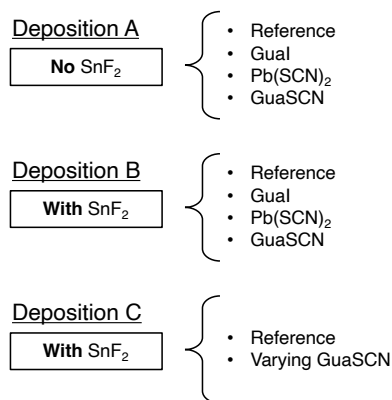 Deposition A
No SnF₂
• Reference
• GuaI
• Pb(SCN)₂
• GuaSCN
Deposition B
With SnF₂
• Reference
• GuaI
• Pb(SCN)₂
• GuaSCN
Deposition C
With SnF₂
• Reference
• Varying GuaSCN